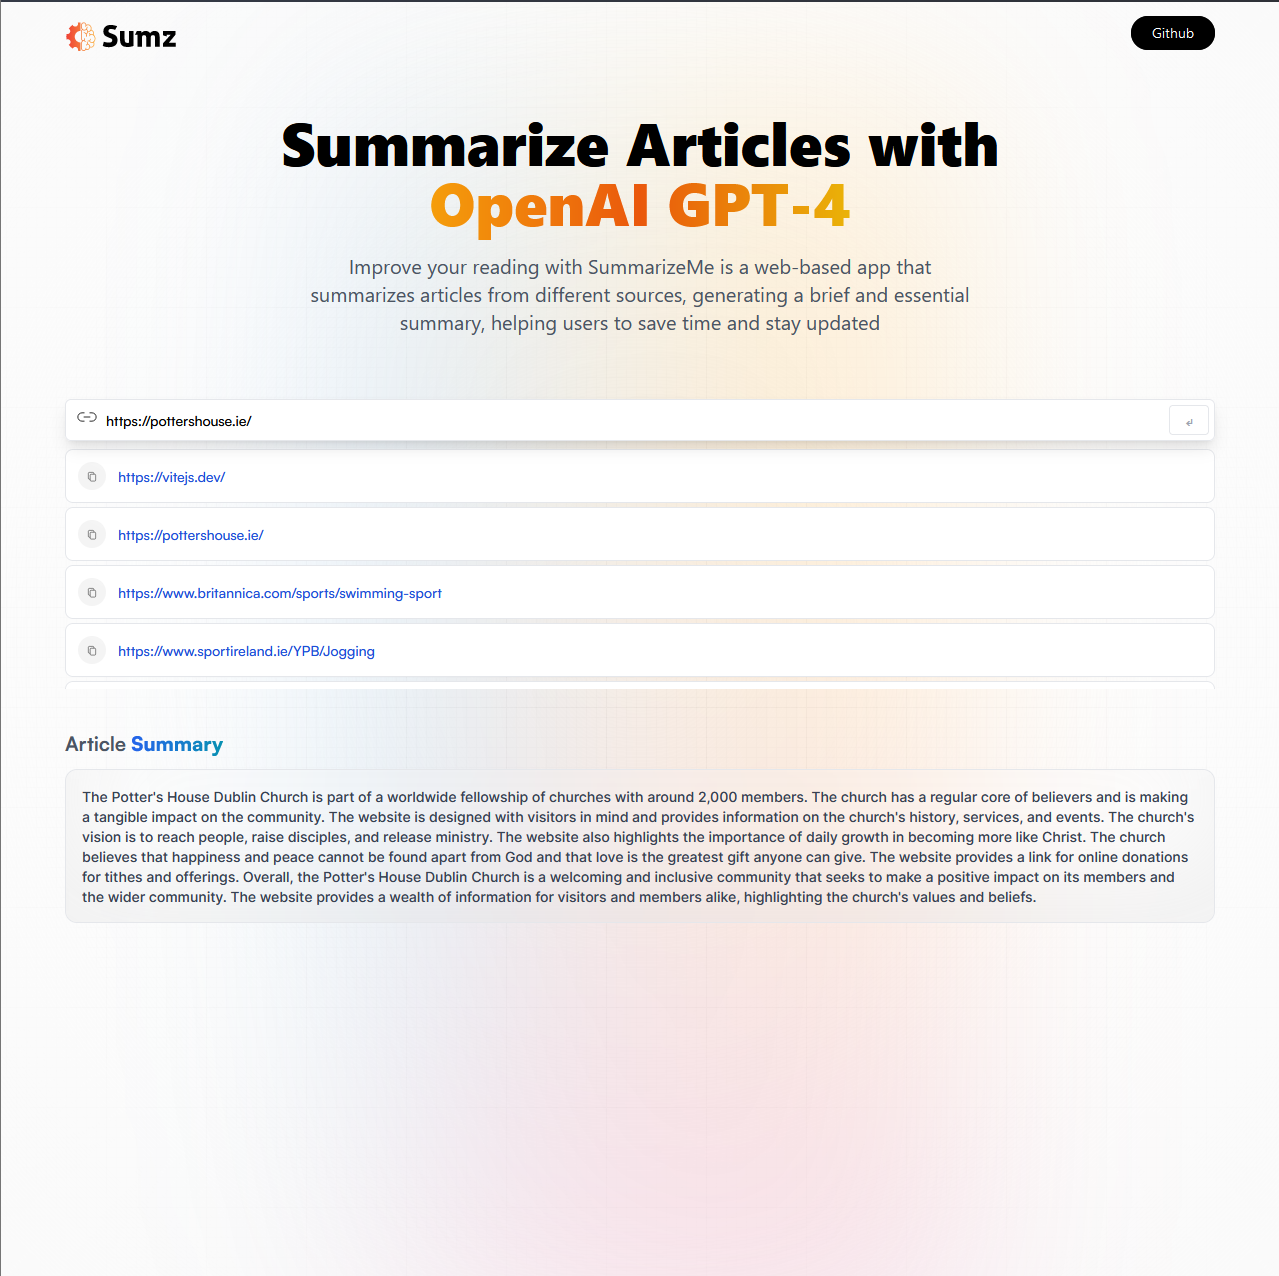 Sumz
Github
Summarize Articles with
OpenAI GPT-4
Improve your reading with SummarizeMe is a web-based app that
summarizes articles from different sources, generating a brief and essential
summary, helping users to save time and stay updated
https://pottershouse.ie/
https://vitejs.dev/
https://pottershouse.ie/
https://www.britannica.com/sports/swimming-sport
https://www.sportireland.ie/YPB/Jogging
Article Summary
The Potter's House Dublin Church is part of a worldwide fellowship of churches with around 2,000 members. The church has a regular core of believers and is making
a tangible impact on the community. The website is designed with visitors in mind and provides information on the church's history, services, and events. The church's
vision is to reach people, raise disciples, and release ministry. The website also highlights the importance of daily growth in becoming more like Christ. The church
believes that happiness and peace cannot be found apart from God and that love is the greatest gift anyone can give. The website provides a link for online donations
for tithes and offerings. Overall, the Potter's House Dublin Church is a welcoming and inclusive community that seeks to make a positive impact on its members and
the wider community. The website provides a wealth of information for visitors and members alike, highlighting the church's values and beliefs.